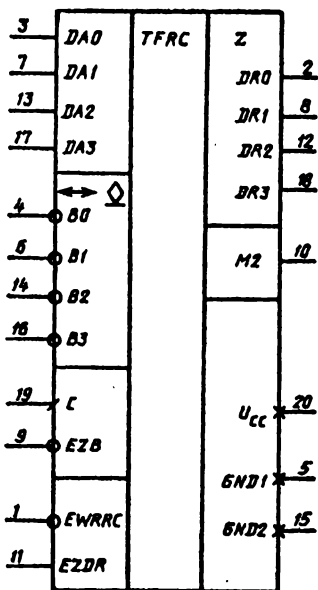 3 DA0 TFRC Z
7 DA1 DR0 2
13 DA2 DR1 8
17 DA3 DR2 12
DR3 18
4 B0
6 B1 M2 10
14 B2
16 B3
19 C UCC 20
9 EZB
GND1 5
1 EWRRC GND2 15
11 EZDR